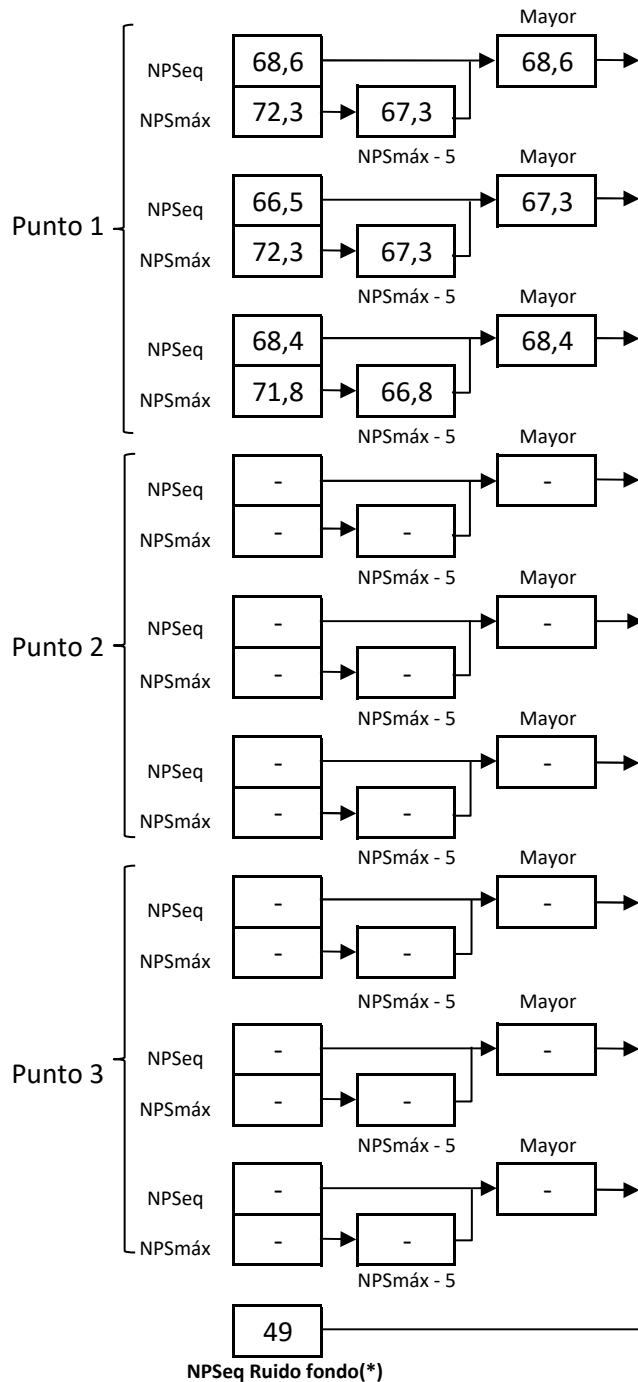 Mayor
NPSeq 68,6 68,6
NPSmáx 72,3 67,3
NPSmáx - 5 Mayor
Punto 1
NPSeq 66,5 67,3
NPSmáx 72,3 67,3
NPSmáx - 5 Mayor
NPSeq 68,4 68,4
NPSmáx 71,8 66,8
NPSmáx - 5 Mayor
NPSeq - -
NPSmáx - -
NPSmáx - 5 Mayor
Punto 2
NPSeq - -
NPSmáx - -
NPSmáx - 5 Mayor
NPSeq - -
NPSmáx - -
NPSmáx - 5 Mayor
NPSeq - -
NPSmáx - -
NPSmáx - 5 Mayor
Punto 3
NPSeq - -
NPSmáx - -
NPSmáx - 5 Mayor
NPSeq - -
NPSmáx - -
NPSmáx - 5
49
NPSeq Ruido fondo(*)